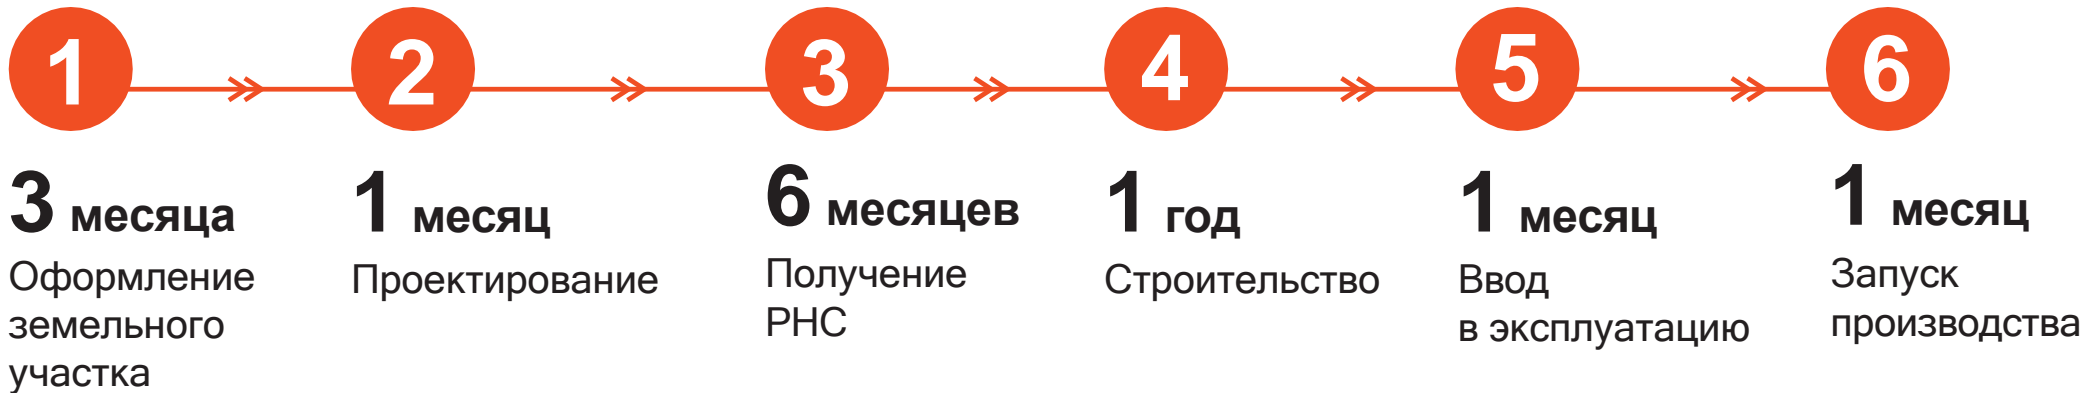 1
3 месяца
Оформление
земельного
участка
2
1 месяц
Проектирование
3
6 месяцев
Получение
РНС
4
1 год
Строительство
5
1 месяц
Ввод
в эксплуатацию
6
1 месяц
Запуск
производства